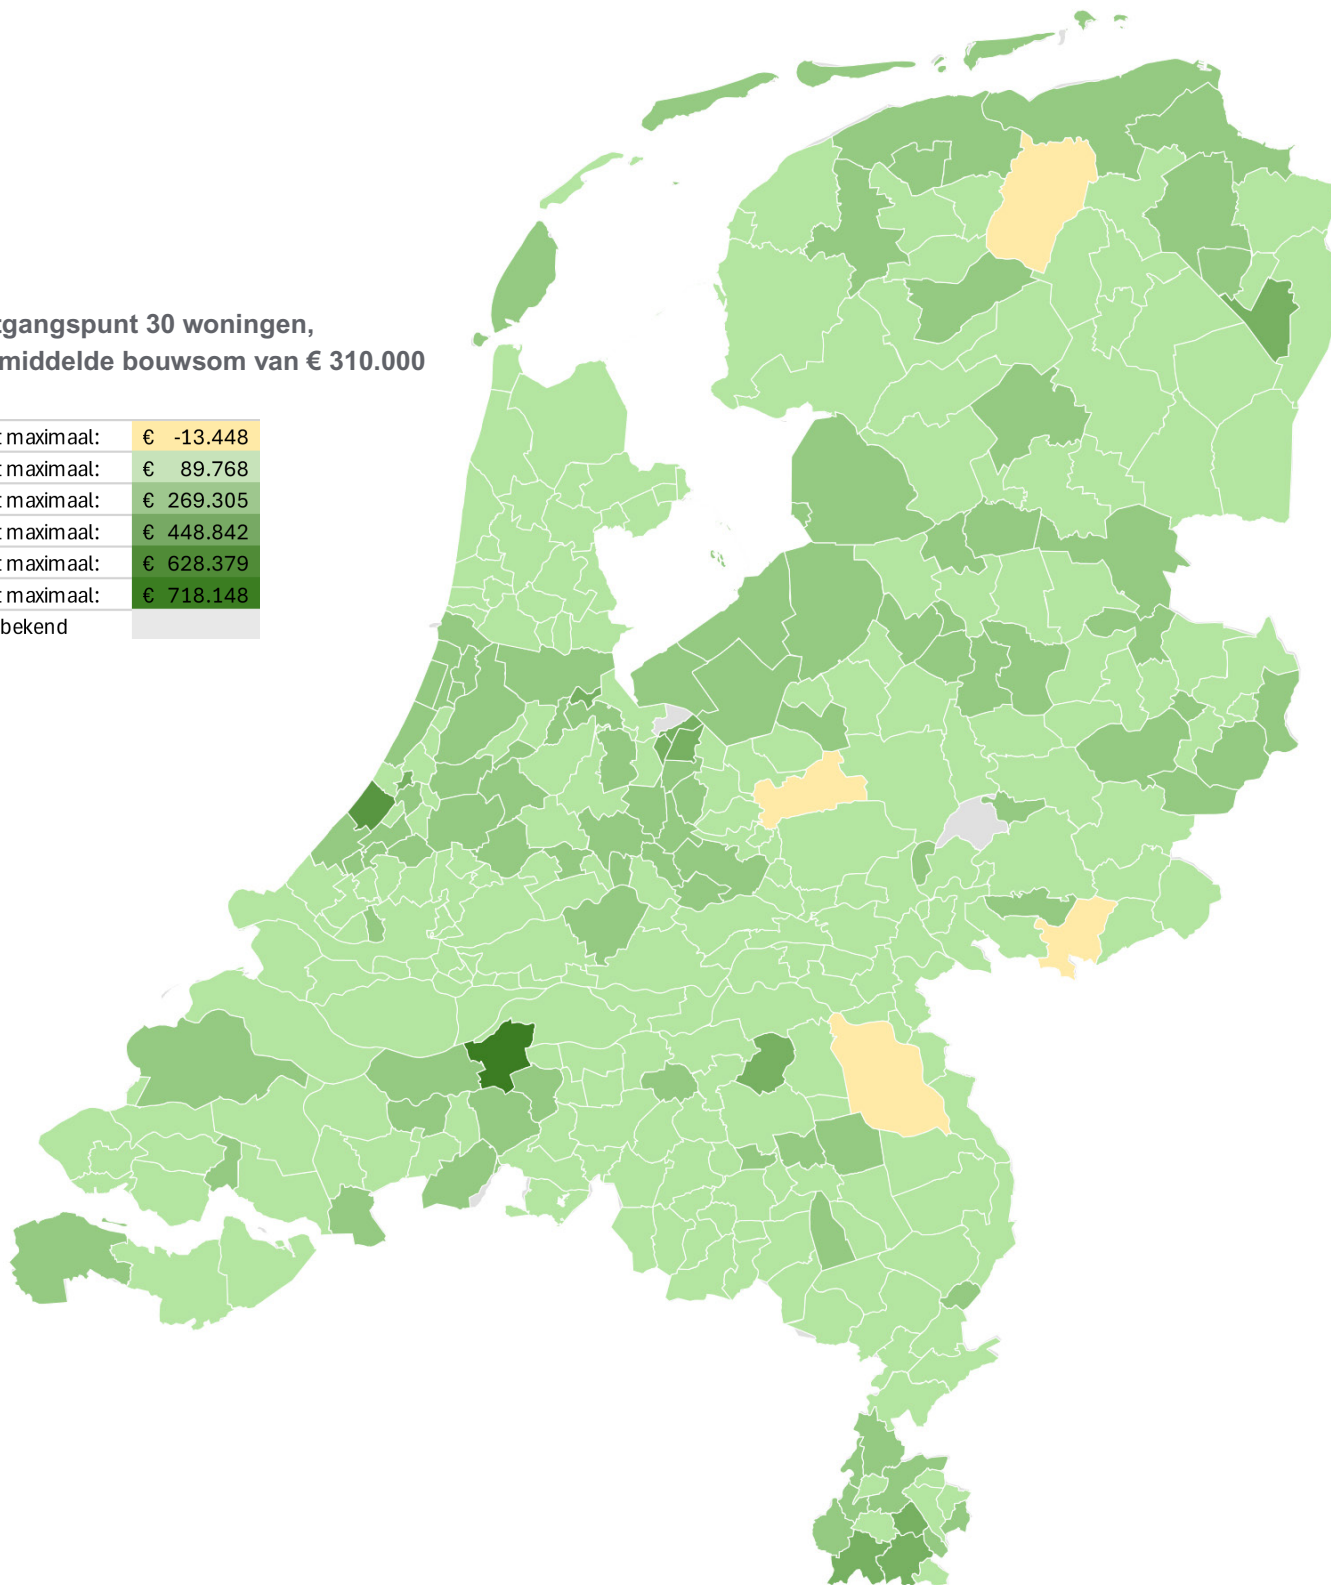 tgangspunt 30 woningen,
middelde bouwsom van € 310.000
t maximaal: € -13.448
t maximaal: € 89.768
t maximaal: € 269.305
t maximaal: € 448.842
t maximaal: € 628.379
t maximaal: € 718.148
bekend